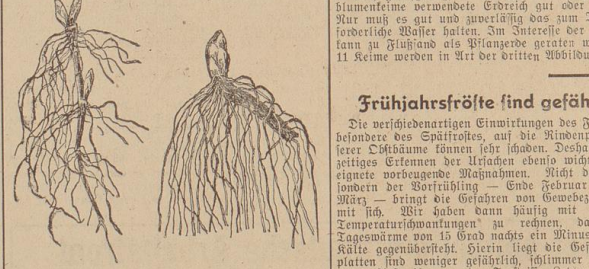 blumenkeime verwendete Erdreich gut oder
Nur muß es gut und zuverlässig das zum
forderliche Wasser halten. Im Interesse der
kann zu Flußsand als Pflanzerde geraten
11 Keime werden in Art der dritten Abbildu
Frühjahrsfröste sind gefäh
Die verschiedenartigen Einwirkungen des F
besondere des Spätfrostes, auf die Rindenp
serer Obstbäume können sehr schaden. Desha
zeitiges Erkennen der Ursachen ebenso wich
eignete vorbeugende Maßnahmen. Nicht d
sondern der Vorfrühling — Ende Februar
März — bringt die Gefahren von Gewebez
mit sich. Wir haben dann häufig mit
Temperaturschwankungen zu rechnen, da
Tageswärme von 15 Grad nachts ein Minus
Kälte gegenübersteht. Hierin liegt die Gef
platten sind weniger gefährlich, schlimmer